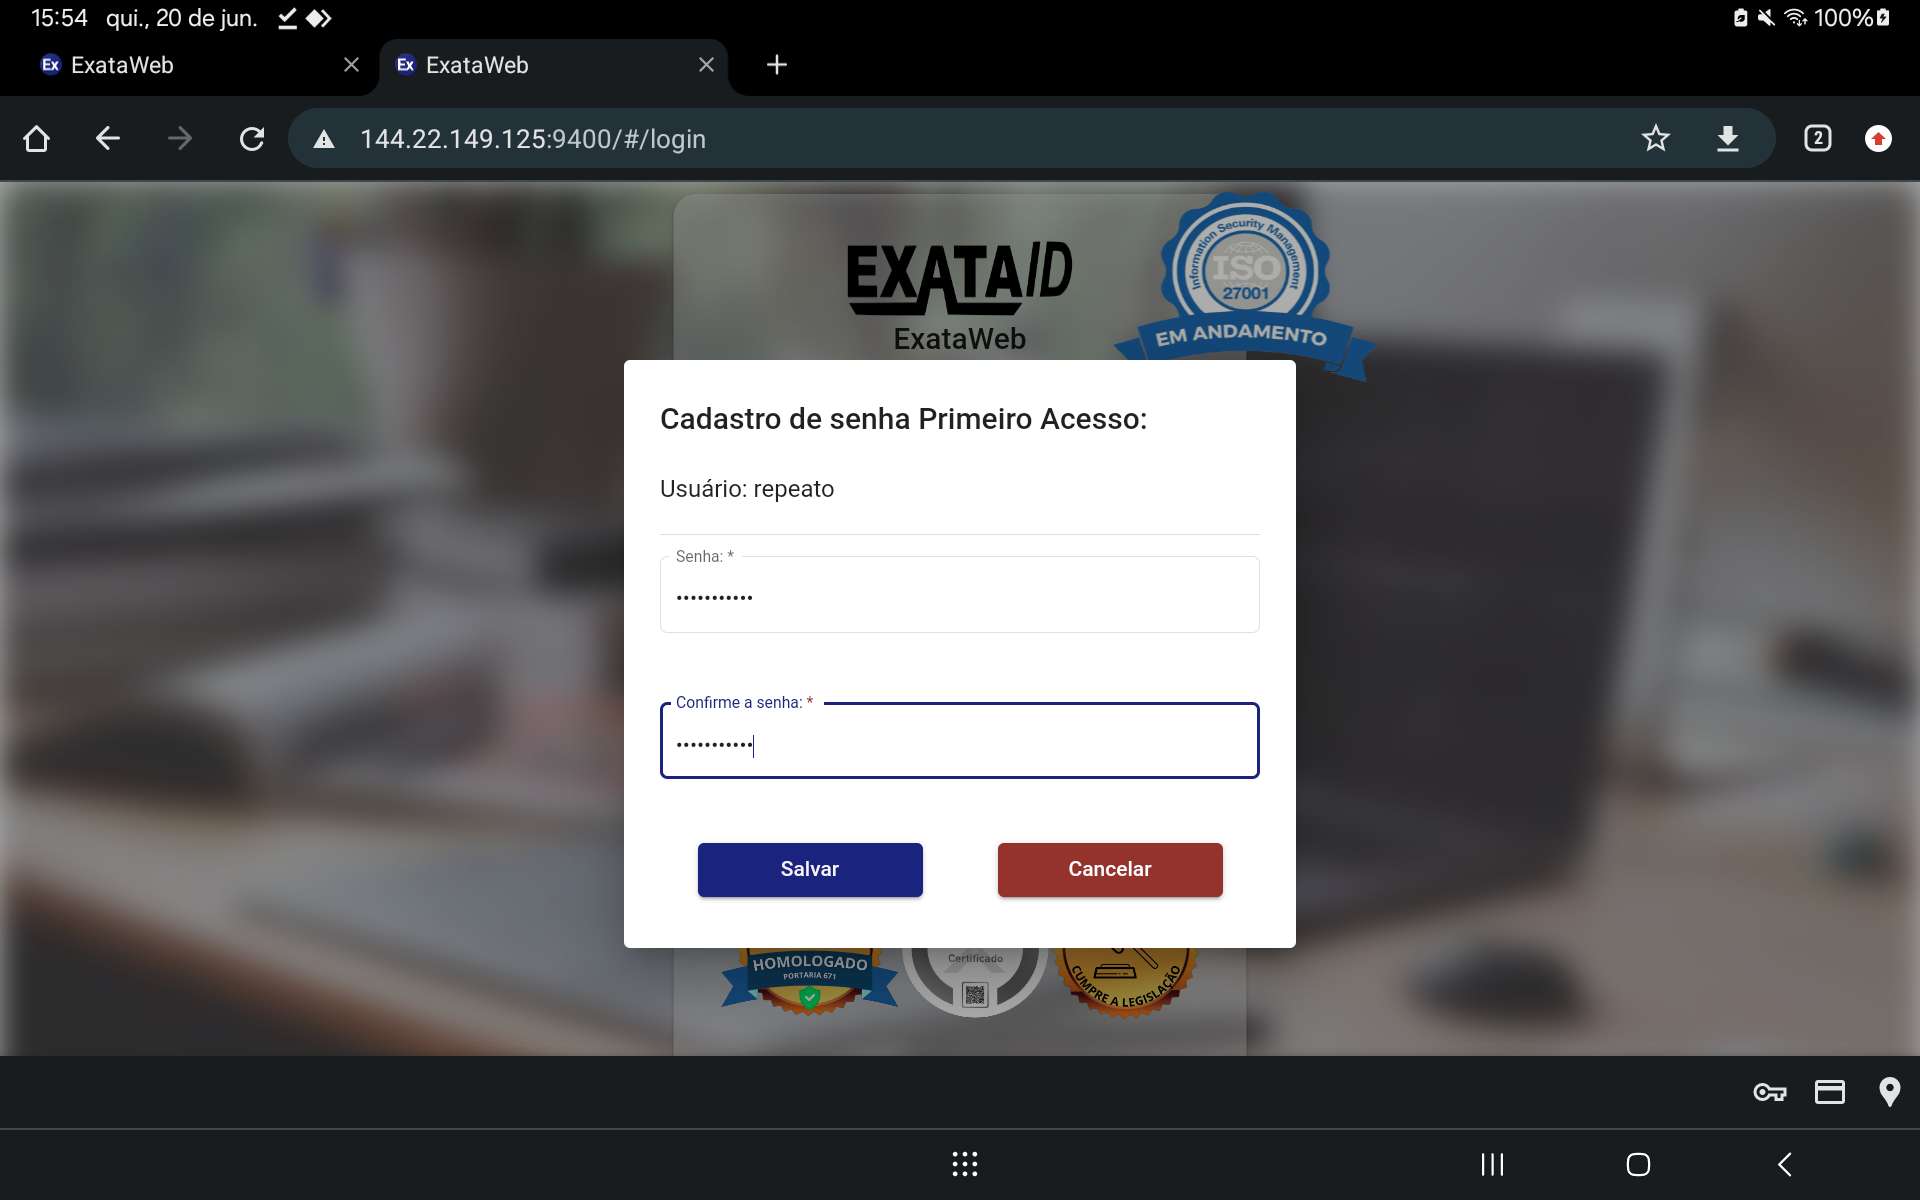 15:54 qui., 20 de jun. 100%
Ex ExataWeb
Ex ExataWeb
144.22.149.125:9400/#/login
2
EXATAID
ExataWeb
Information Security Management
ISO
27001
EM ANDAMENTO
Cadastro de senha Primeiro Acesso:
Usuário: repeato
Senha: *
•••••••••••
Confirme a senha: *
•••••••••••
Salvar
Cancelar
HOMOLOGADO
PORTARIA 671
Certificado
CUMPRE A LEGISLAÇÃO